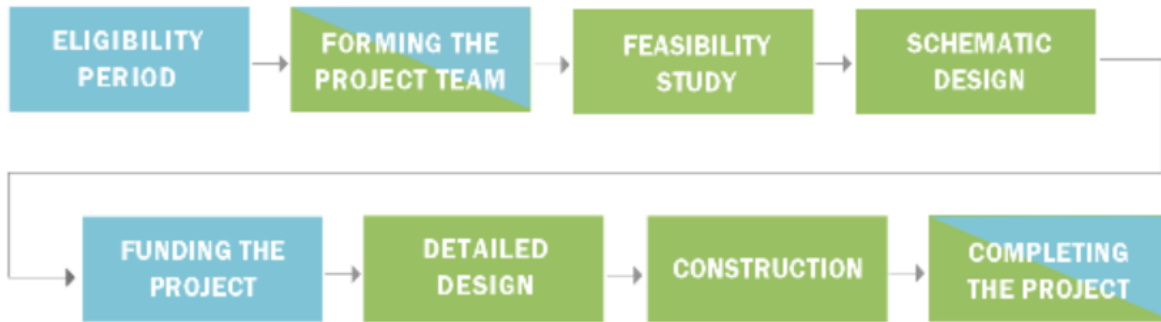 ELIGIBILITY
PERIOD
FORMING THE
PROJECT TEAM
FEASIBILITY
STUDY
SCHEMATIC
DESIGN
FUNDING THE
PROJECT
DETAILED
DESIGN
CONSTRUCTION
COMPLETING
THE PROJECT